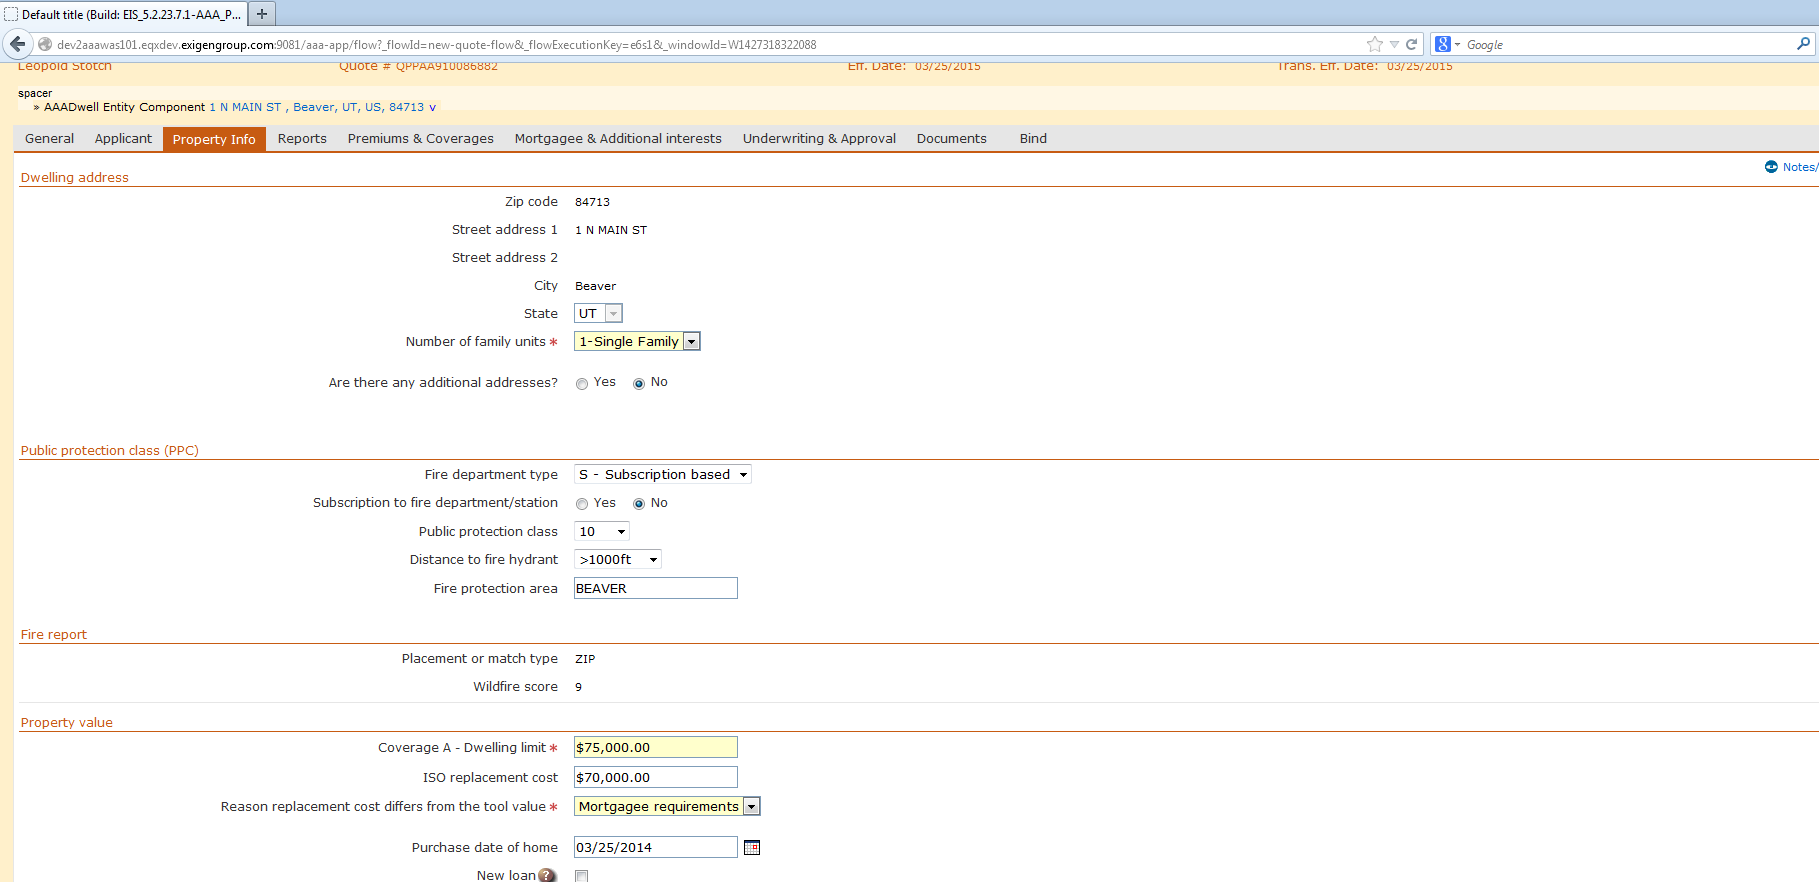 Default title (Build: EIS_5.2.23.7.1-AAA_P... +
dev2aaawas101.eqxdev.exigengroup.com:9081/aaa-app/flow?_flowId=new-quote-flow&_flowExecutionKey=e6s1&_windowId=W1427318322088 Google
Leopold Stotch Quote # QPPAA910086882 Eff. Date: 03/25/2015 Trans. Eff. Date: 03/25/2015
spacer
» AAADwell Entity Component 1 N MAIN ST , Beaver, UT, US, 84713 v
General Applicant Property Info Reports Premiums & Coverages Mortgagee & Additional interests Underwriting & Approval Documents Bind
Notes/
Dwelling address
Zip code 84713
Street address 1 1 N MAIN ST
Street address 2
City Beaver
State UT
Number of family units * 1-Single Family
Are there any additional addresses? Yes No
Public protection class (PPC)
Fire department type S - Subscription based
Subscription to fire department/station Yes No
Public protection class 10
Distance to fire hydrant >1000ft
Fire protection area BEAVER
Fire report
Placement or match type ZIP
Wildfire score 9
Property value
Coverage A - Dwelling limit * $75,000.00
ISO replacement cost $70,000.00
Reason replacement cost differs from the tool value * Mortgagee requirements
Purchase date of home 03/25/2014
New loan ?